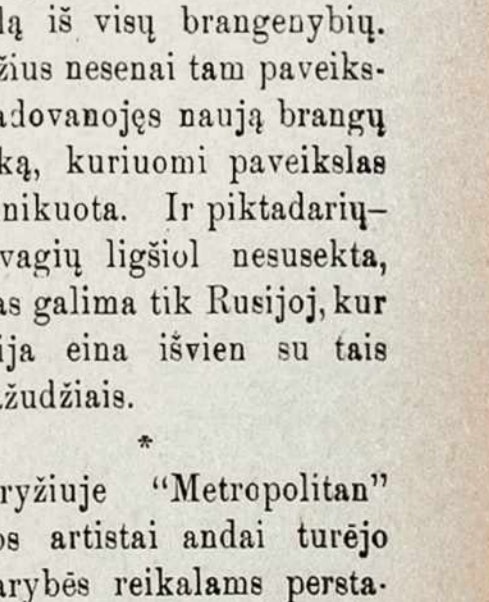 lą iš visų brangenybių.
žius nesenai tam paveiks-
adovanojęs naują brangų
ką, kuriuomi paveikslas
nikuota. Ir piktadarių–
vagių ligšiol nesusekta,
as galima tik Rusijoj, kur
ija eina išvien su tais
ažudžiais.
*
ryžiuje “Metropolitan”
os artistai andai turėjo
arybės reikalams persta-